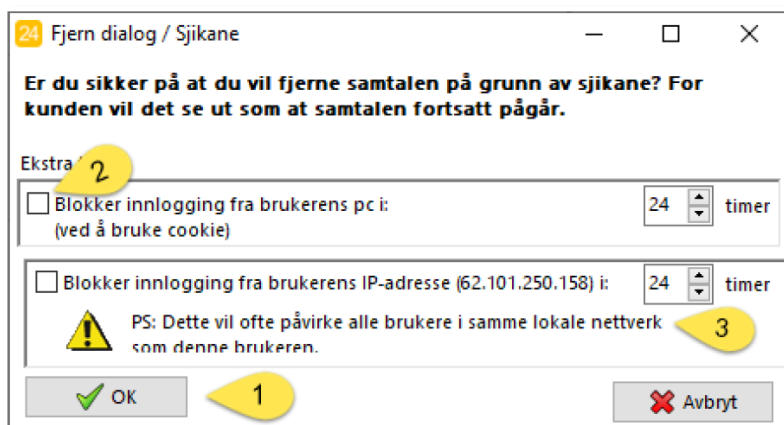 24 Fjern dialog / Sjikane
Er du sikker på at du vil fjerne samtalen på grunn av sjikane? For
kunden vil det se ut som at samtalen fortsatt pågår.
Ekstra
2
Blokker innlogging fra brukerens pc i: 24 timer
(ved å bruke cookie)
Blokker innlogging fra brukerens IP-adresse (62.101.250.158) i: 24 timer
PS: Dette vil ofte påvirke alle brukere i samme lokale nettverk 3
som denne brukeren.
OK 1 Avbryt